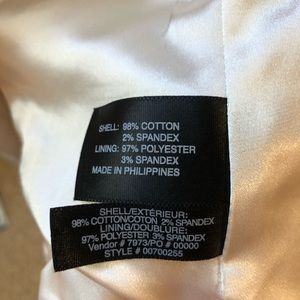 SHELL: 98% COTTON
2% SPANDEX
LINING: 97% POLYESTER
3% SPANDEX
MADE IN PHILIPPINES
SHELL/EXTÉRIEUR:
98% COTTON/COTON 2% SPANDEX
LINING/DOUBLURE:
97% POLYESTER 3% SPANDEX
Vendor # 7973/PO # 00000
STYLE # 00700255